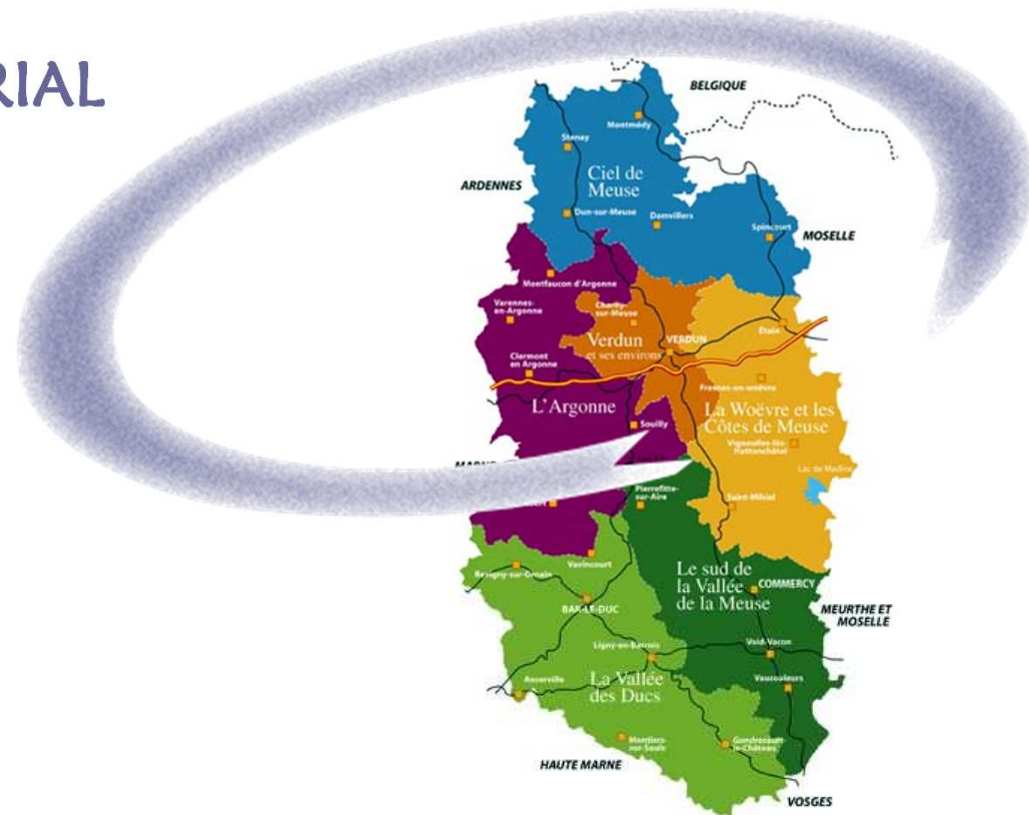 RIAL
BELGIQUE
Montmédy
Stenay
Ciel de
Meuse
ARDENNES
Dun-sur-Meuse
Damvillers
Spincourt
MOSELLE
Montfaucon d'Argonne
Varennes-
en-Argonne
Charny-
sur-Meuse
Etain
Verdun
et ses environs
VERDUN
Clermont
en Argonne
Fresnes-en-woëvre
L'Argonne
La Woëvre et les
Côtes de Meuse
Souilly
Vigneulles-lès-
Hattonchâtel
Lac de Madine
Pierrefitte-
sur-Aire
Saint-Mihiel
Vavincourt
Revigny-sur-Ornain
Le sud de
la Vallée
de la Meuse
COMMERCY
BAR-LE-DUC
MEURTHE ET
MOSELLE
Ligny-en-Barrois
Void-Vacon
Ancerville
La Vallée
des Ducs
Vaucouleurs
Montiers-
sur-Saulx
Gondrecourt-
le-Château
HAUTE MARNE
VOSGES